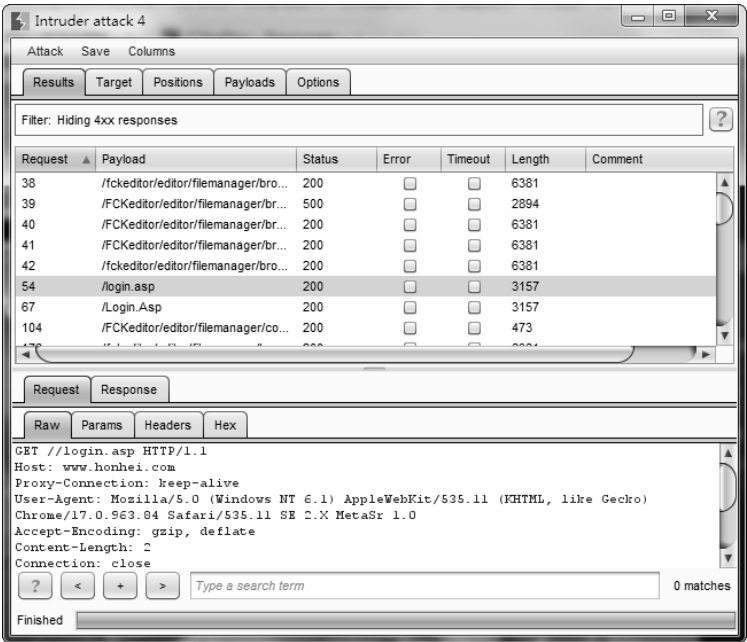 Intruder attack 4
Attack Save Columns
Results Target Positions Payloads Options
Filter: Hiding 4xx responses
?
Request Payload Status Error Timeout Length Comment
38 /fckeditor/editor/filemanager/bro... 200 6381
39 /FCKeditor/editor/filemanager/br... 500 2894
40 /FCKeditor/editor/filemanager/br... 200 6381
41 /FCKeditor/editor/filemanager/br... 200 6381
42 /fckeditor/editor/filemanager/bro... 200 6381
54 /login.asp 200 3157
67 /Login.Asp 200 3157
104 /FCKeditor/editor/filemanager/co... 200 473
Request Response
Raw Params Headers Hex
GET //login.asp HTTP/1.1
Host: www.honhei.com
Proxy-Connection: keep-alive
User-Agent: Mozilla/5.0 (Windows NT 6.1) AppleWebKit/535.11 (KHTML, like Gecko)
Chrome/17.0.963.84 Safari/535.11 SE 2.X MetaSr 1.0
Accept-Encoding: gzip, deflate
Content-Length: 2
Connection: close
? < + > Type a search term 0 matches
Finished